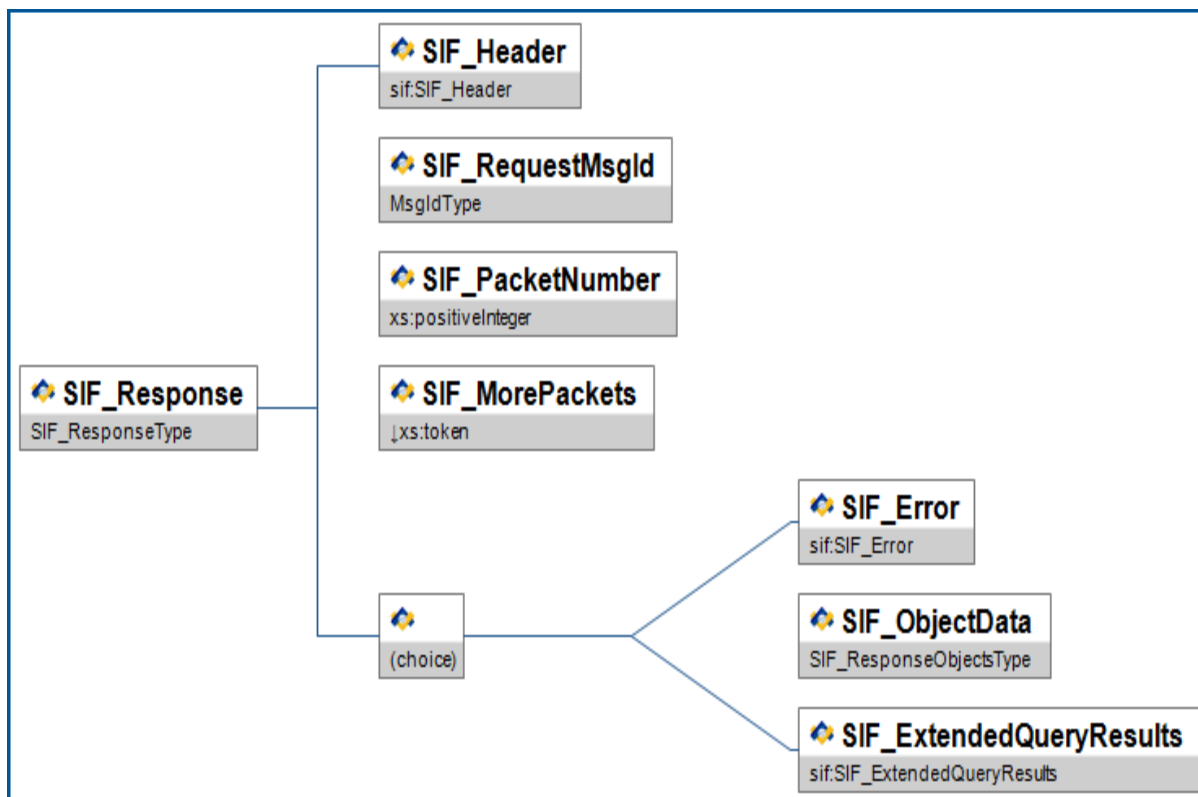 SIF_Header
sif:SIF_Header
SIF_RequestMsgId
MsgIdType
SIF_PacketNumber
xs:positiveInteger
SIF_Response
SIF_ResponseType
SIF_MorePackets
↓xs:token
SIF_Error
sif:SIF_Error
(choice)
SIF_ObjectData
SIF_ResponseObjectsType
SIF_ExtendedQueryResults
sif:SIF_ExtendedQueryResults